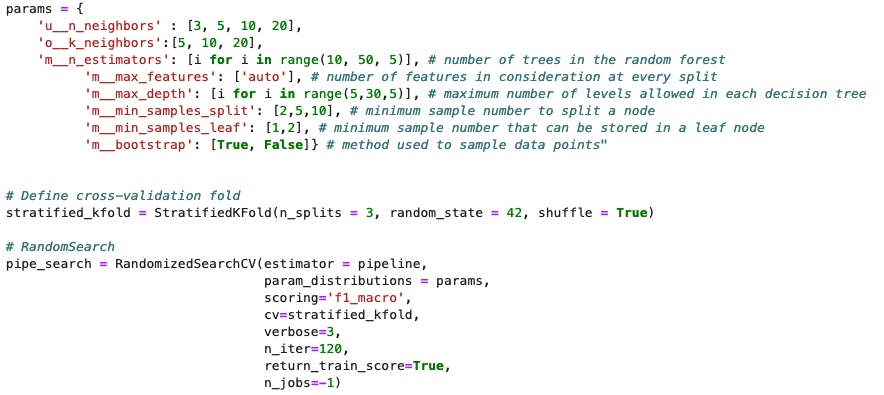 params = {
    'u__n_neighbors' : [3, 5, 10, 20],
    'o__k_neighbors':[5, 10, 20],
    'm__n_estimators': [i for i in range(10, 50, 5)], # number of trees in the random forest
          'm__max_features': ['auto'], # number of features in consideration at every split
          'm__max_depth': [i for i in range(5,30,5)], # maximum number of levels allowed in each decision tree
          'm__min_samples_split': [2,5,10], # minimum sample number to split a node
          'm__min_samples_leaf': [1,2], # minimum sample number that can be stored in a leaf node
          'm__bootstrap': [True, False]} # method used to sample data points"
# Define cross-validation fold
stratified_kfold = StratifiedKFold(n_splits = 3, random_state = 42, shuffle = True)
# RandomSearch
pipe_search = RandomizedSearchCV(estimator = pipeline,
                                 param_distributions = params,
                                 scoring='f1_macro',
                                 cv=stratified_kfold,
                                 verbose=3,
                                 n_iter=120,
                                 return_train_score=True,
                                 n_jobs=-1)